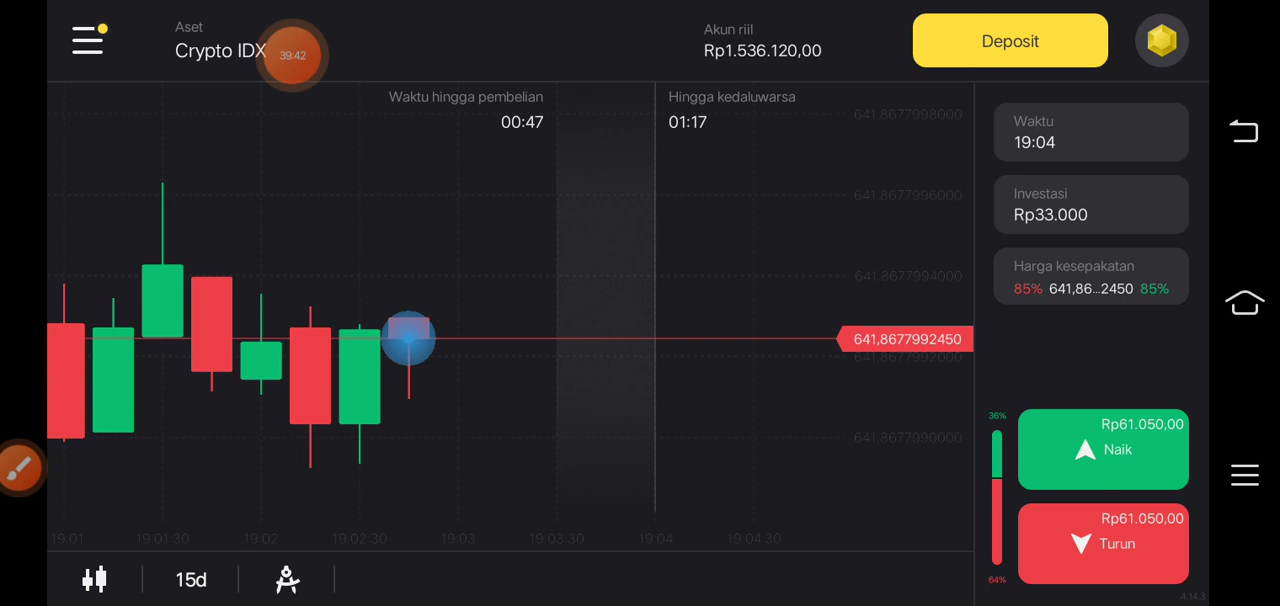 Aset
Crypto IDX
39:42
Akun riil
Rp1.536.120,00
Deposit
Waktu hingga pembelian
00:47
Hingga kedaluwarsa
01:17
641,8677998000
641,8677996000
641,8677994000
641,8677992450
641,8677992000
641,8677990000
Waktu
19:04
Investasi
Rp33.000
Harga kesepakatan
85% 641,86...2450 85%
36%
Rp61.050,00
Naik
Rp61.050,00
Turun
64%
19:01 19:01:30 19:02 19:02:30 19:03 19:03:30 19:04 19:04:30
15d
4.14.3